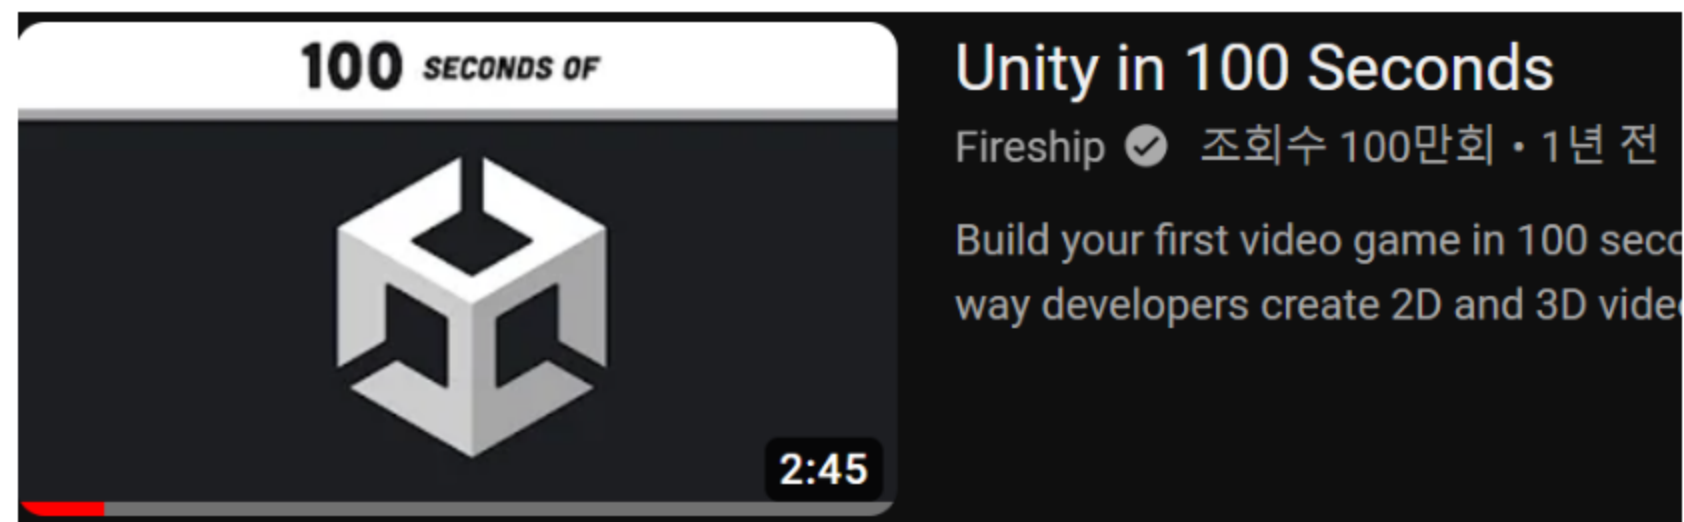 100 SECONDS OF
2:45
Unity in 100 Seconds
Fireship 조회수 100만회 • 1년 전
Build your first video game in 100
way developers create 2D and 3D